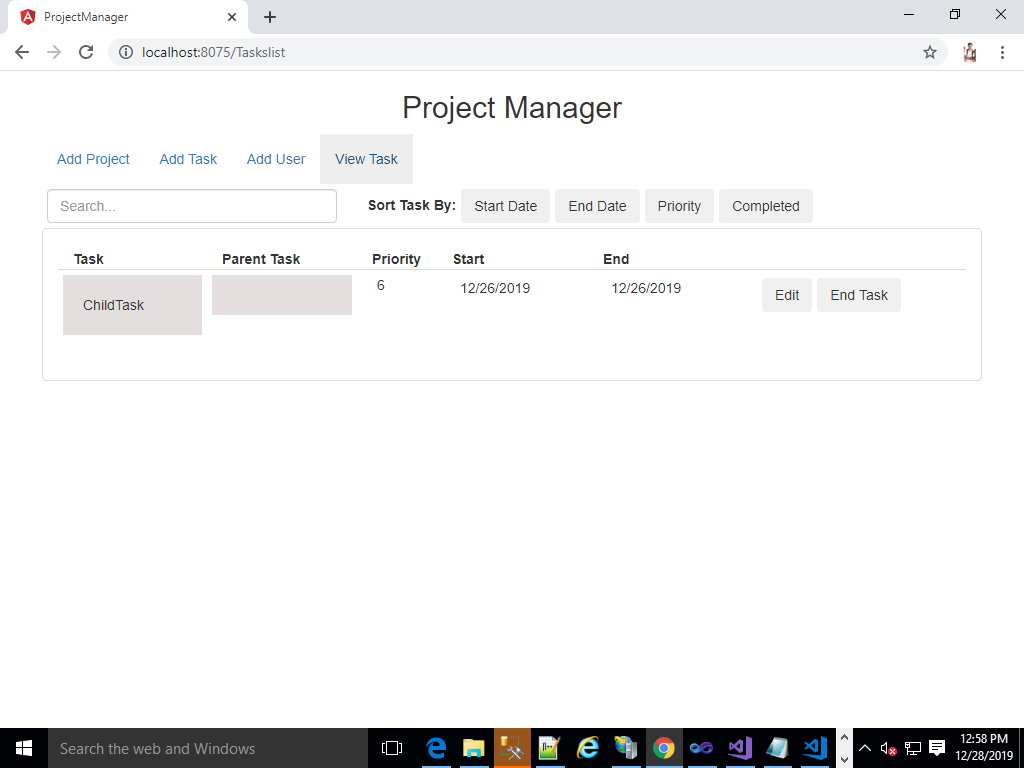 ProjectManager
localhost:8075/Taskslist
Project Manager
Add Project Add Task Add User View Task
Search... Sort Task By: Start Date End Date Priority Completed
Task Parent Task Priority Start End
ChildTask 6 12/26/2019 12/26/2019 Edit End Task
Search the web and Windows
12:58 PM
12/28/2019